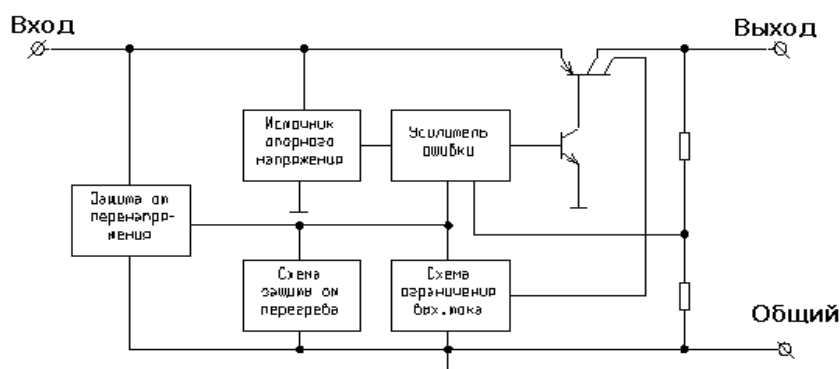 Вход
Выход
Источник
опорного
напряжения
Усилитель
ошибки
Защита от
перенапря-
жения
Схема
защита от
перегрева
Схема
ограничения
вых.тока
Общий